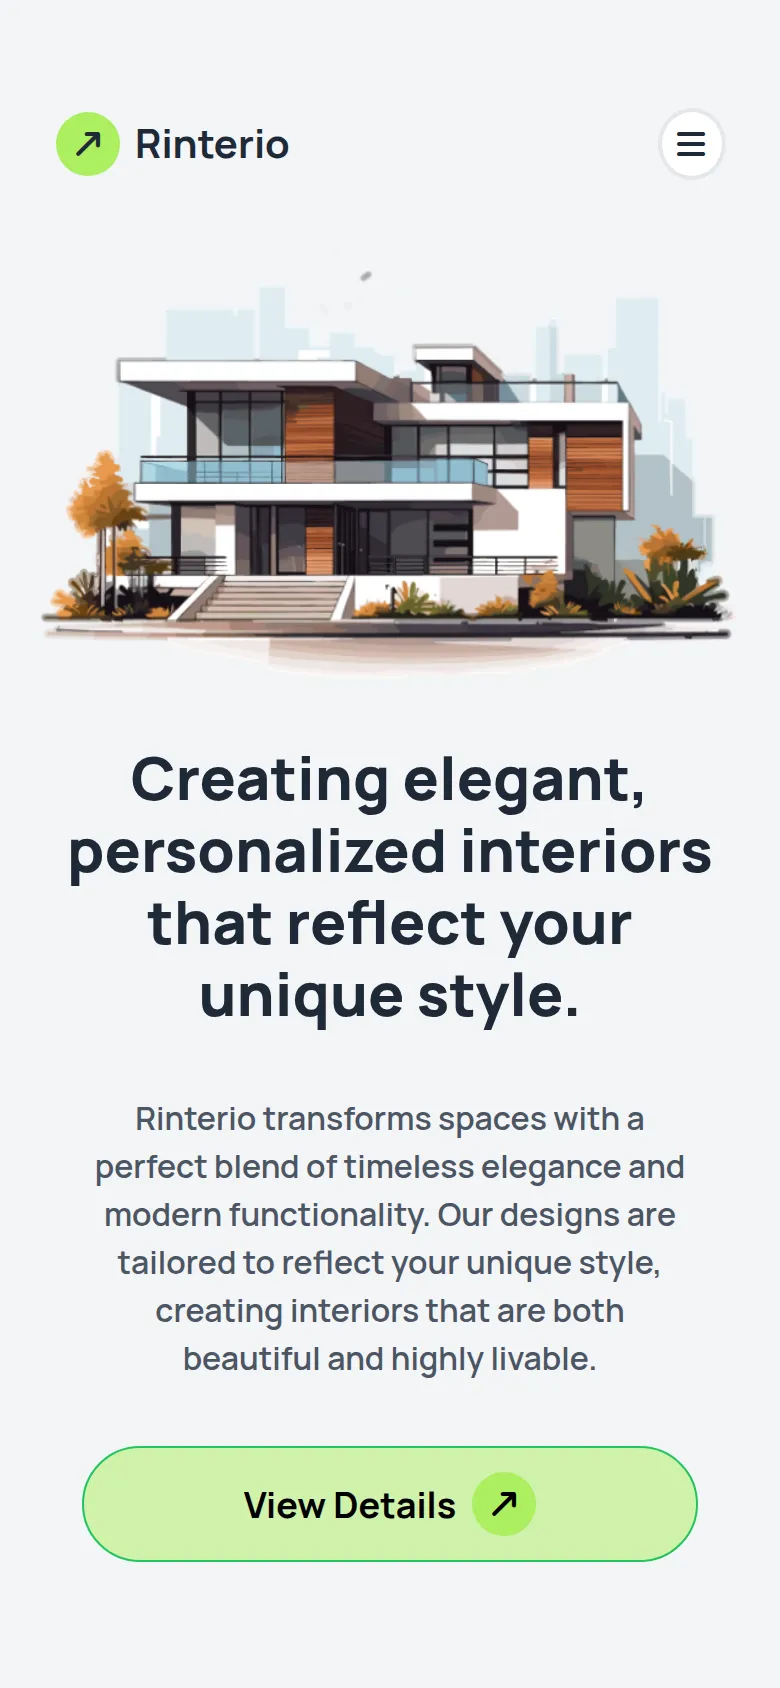 Rinterio
Creating elegant,
personalized interiors
that reflect your
unique style.
Rinterio transforms spaces with a
perfect blend of timeless elegance and
modern functionality. Our designs are
tailored to reflect your unique style,
creating interiors that are both
beautiful and highly livable.
View Details